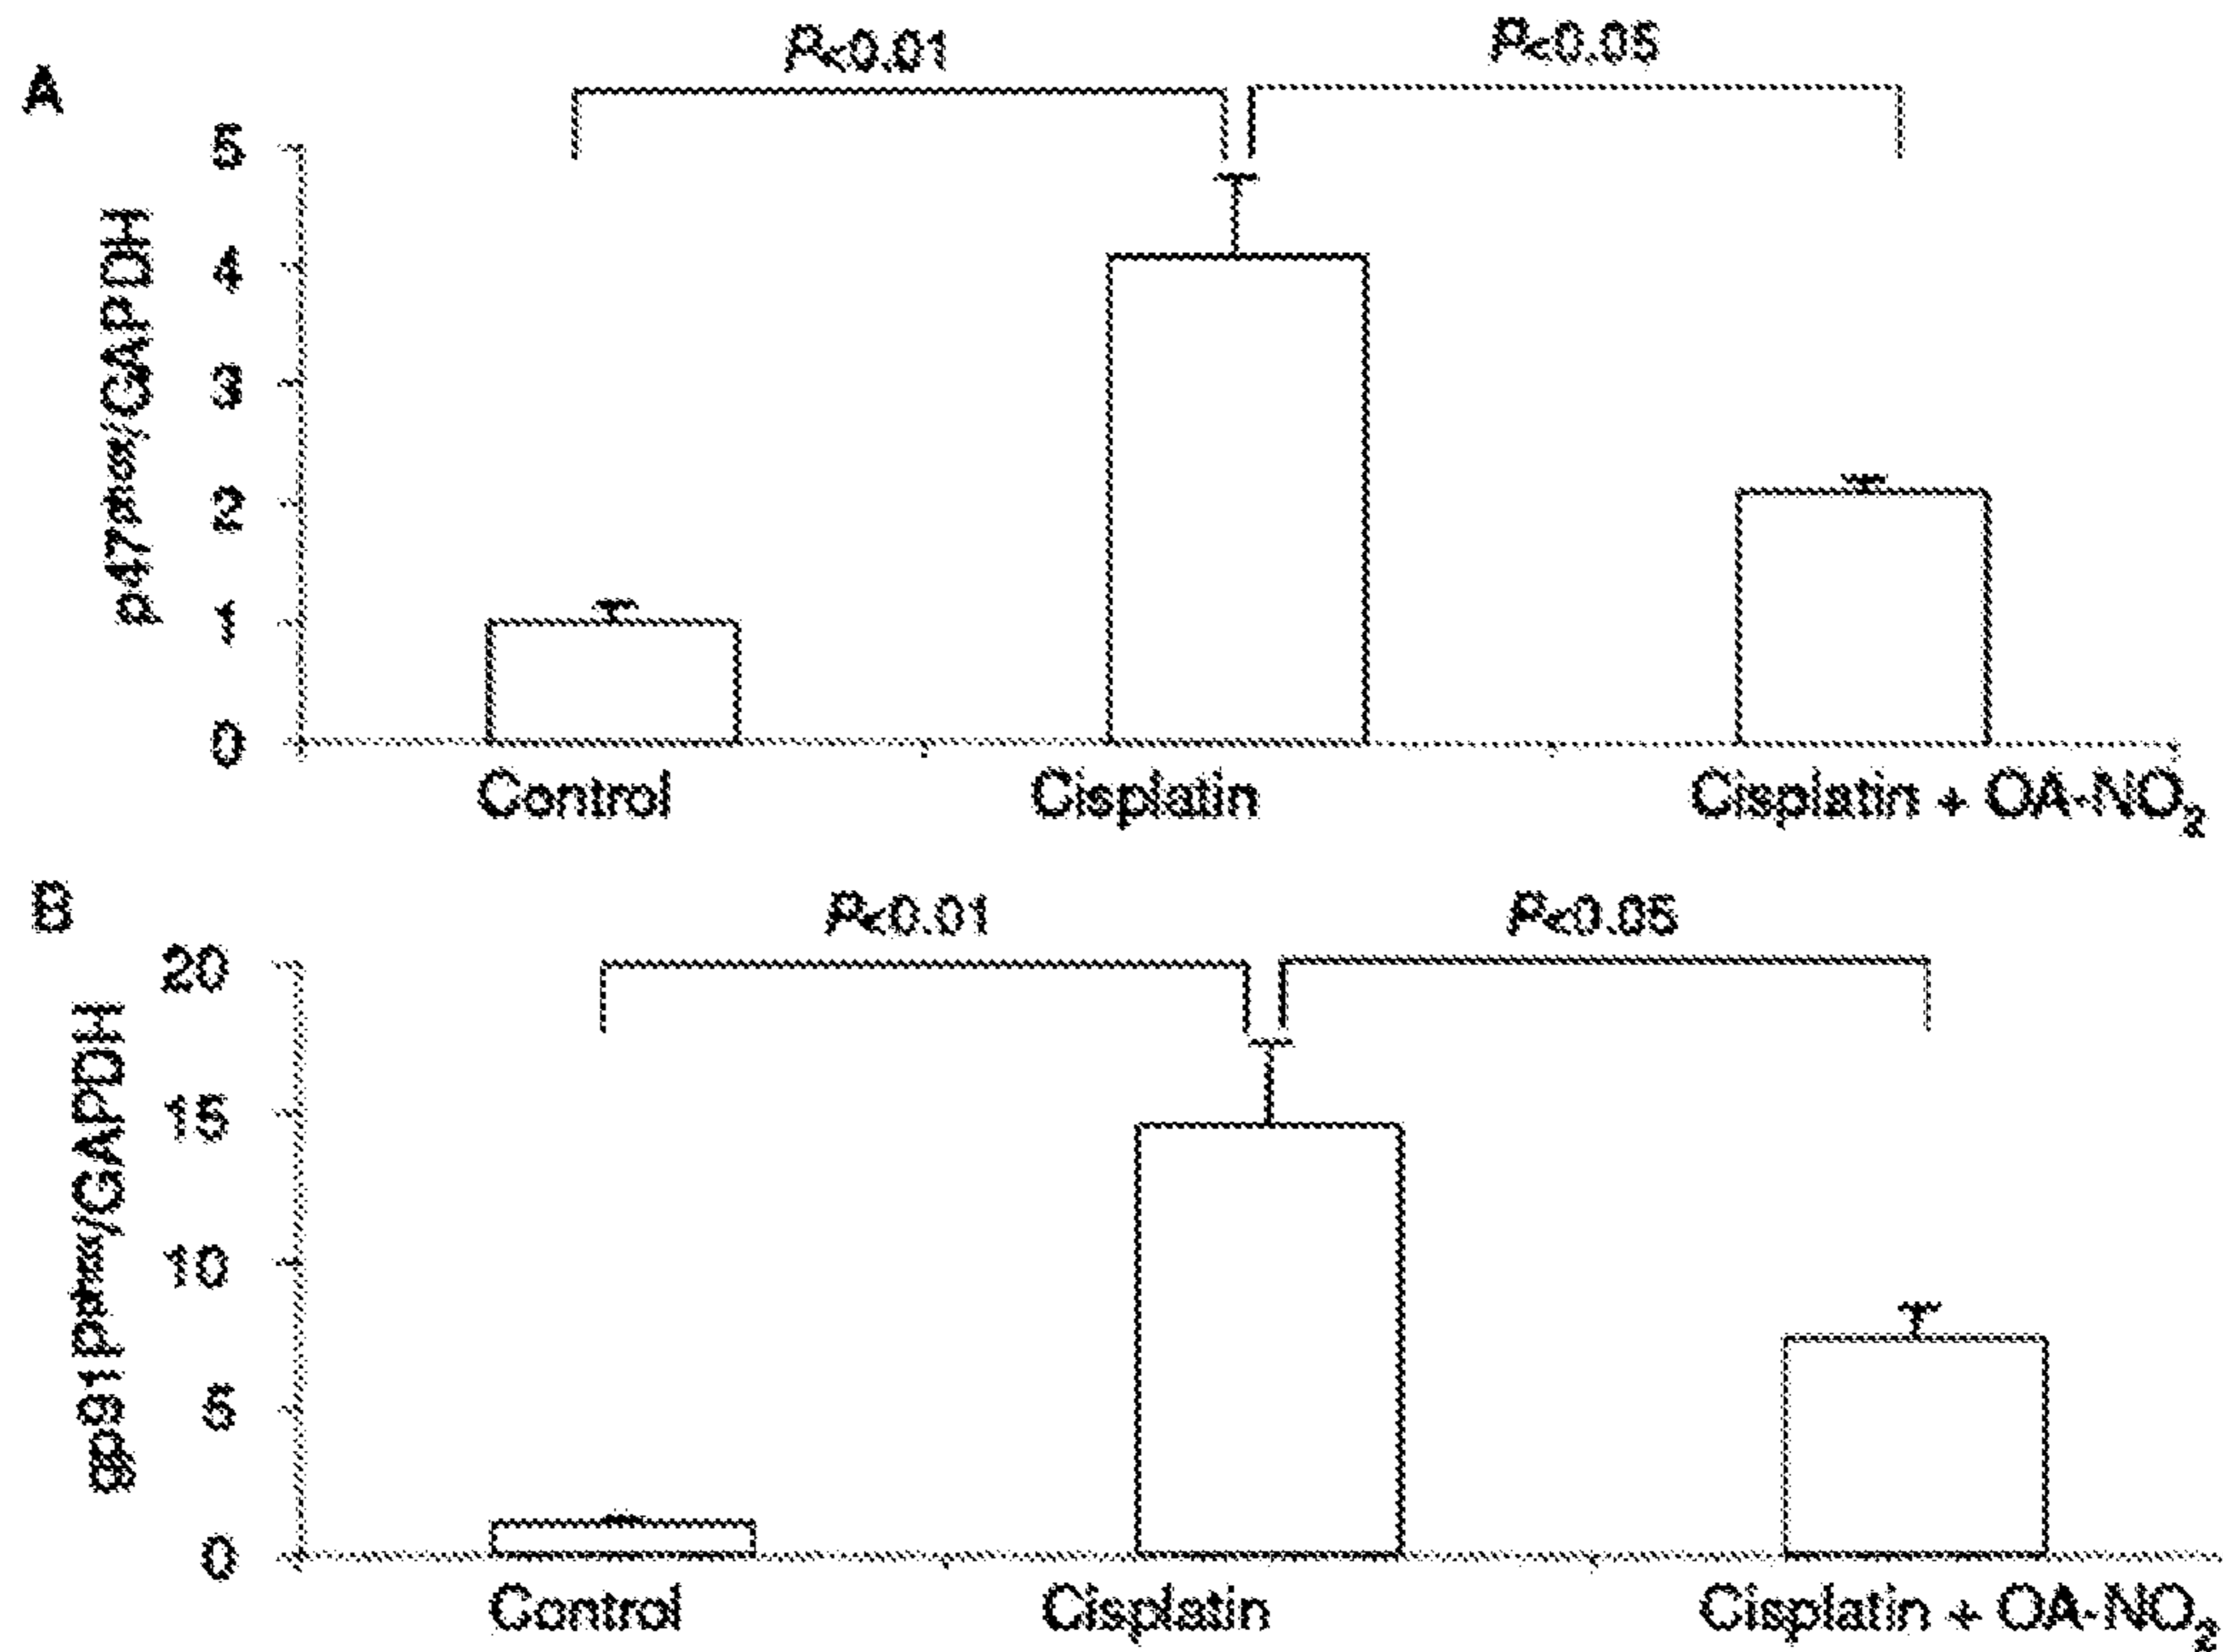 A
P<0.01
P<0.05
5
4
3
2
1
0
p47phox/GAPDH
Control
Cisplatin
Cisplatin + OA-NO2
B
P<0.01
P<0.05
20
15
10
5
0
/GAPDH
Control
Cisplatin
Cisplatin + OA-NO2